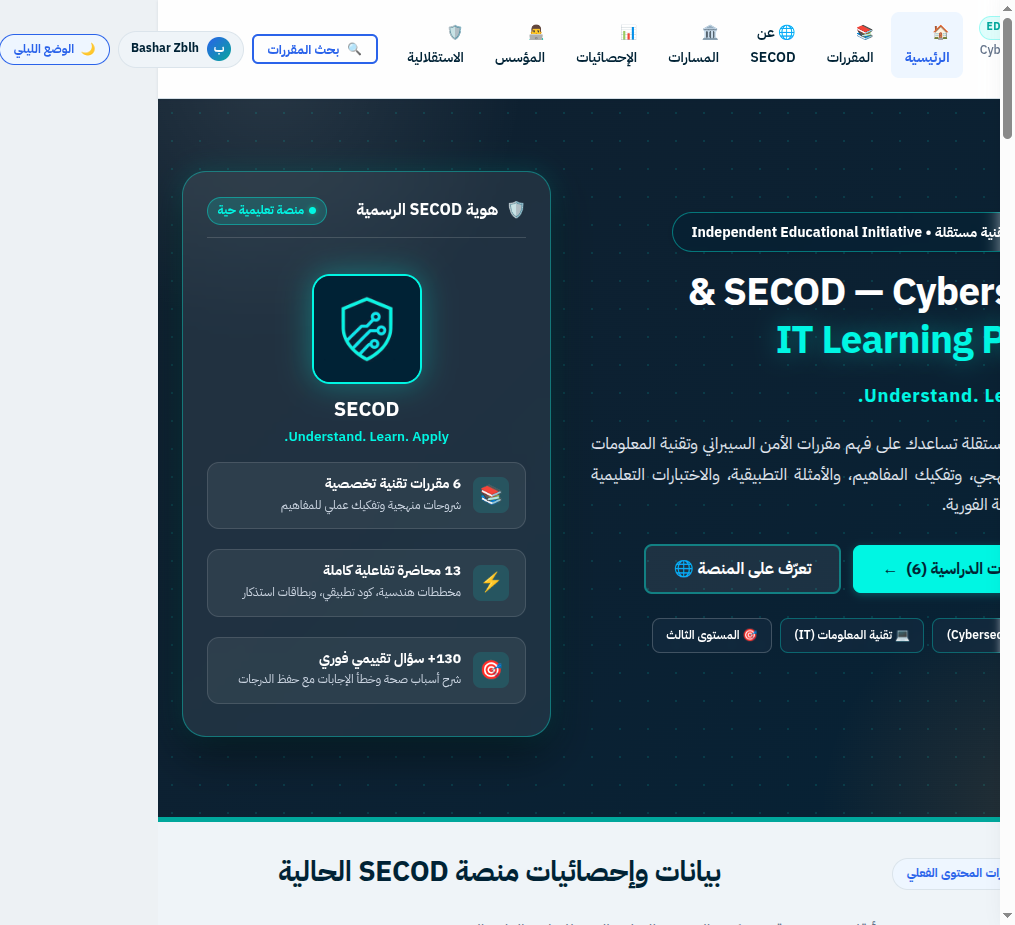 ED
Cyb
🏠 الرئيسية
📚 المقررات
🌐 عن SECOD
🏛️ المسارات
📊 الإحصائيات
👨‍💼 المؤسس
🛡️ الاستقلالية
🔍 بحث المقررات
ب Bashar Zblh
🌙 الوضع الليلي
مستقلة • Independent Educational Initiative
& SECOD — Cybers
IT Learning P
.Understand. Le
ستقلة تساعدك على فهم مقررات الأمن السيبراني وتقنية المعلومات
هجي، وتفكيك المفاهيم، والأمثلة التطبيقية، والاختبارات التعليمية
الفورية.
الدراسية (6) ←
تعرّف على المنصة 🌐
(Cybersec
💻 تقنية المعلومات (IT)
🎯 المستوى الثالث
🛡️ هوية SECOD الرسمية
منصة تعليمية حية
SECOD
.Understand. Learn. Apply
📚 6 مقررات تقنية تخصصية
شروحات منهجية وتفكيك عملي للمفاهيم
⚡ 13 محاضرة تفاعلية كاملة
مخططات هندسية، كود تطبيقي، وبطاقات استذكار
🎯 130+ سؤال تقييمي فوري
شرح أسباب صحة وخطأ الإجابات مع حفظ الدرجات
المحتوى الفعلي
بيانات وإحصائيات منصة SECOD الحالية